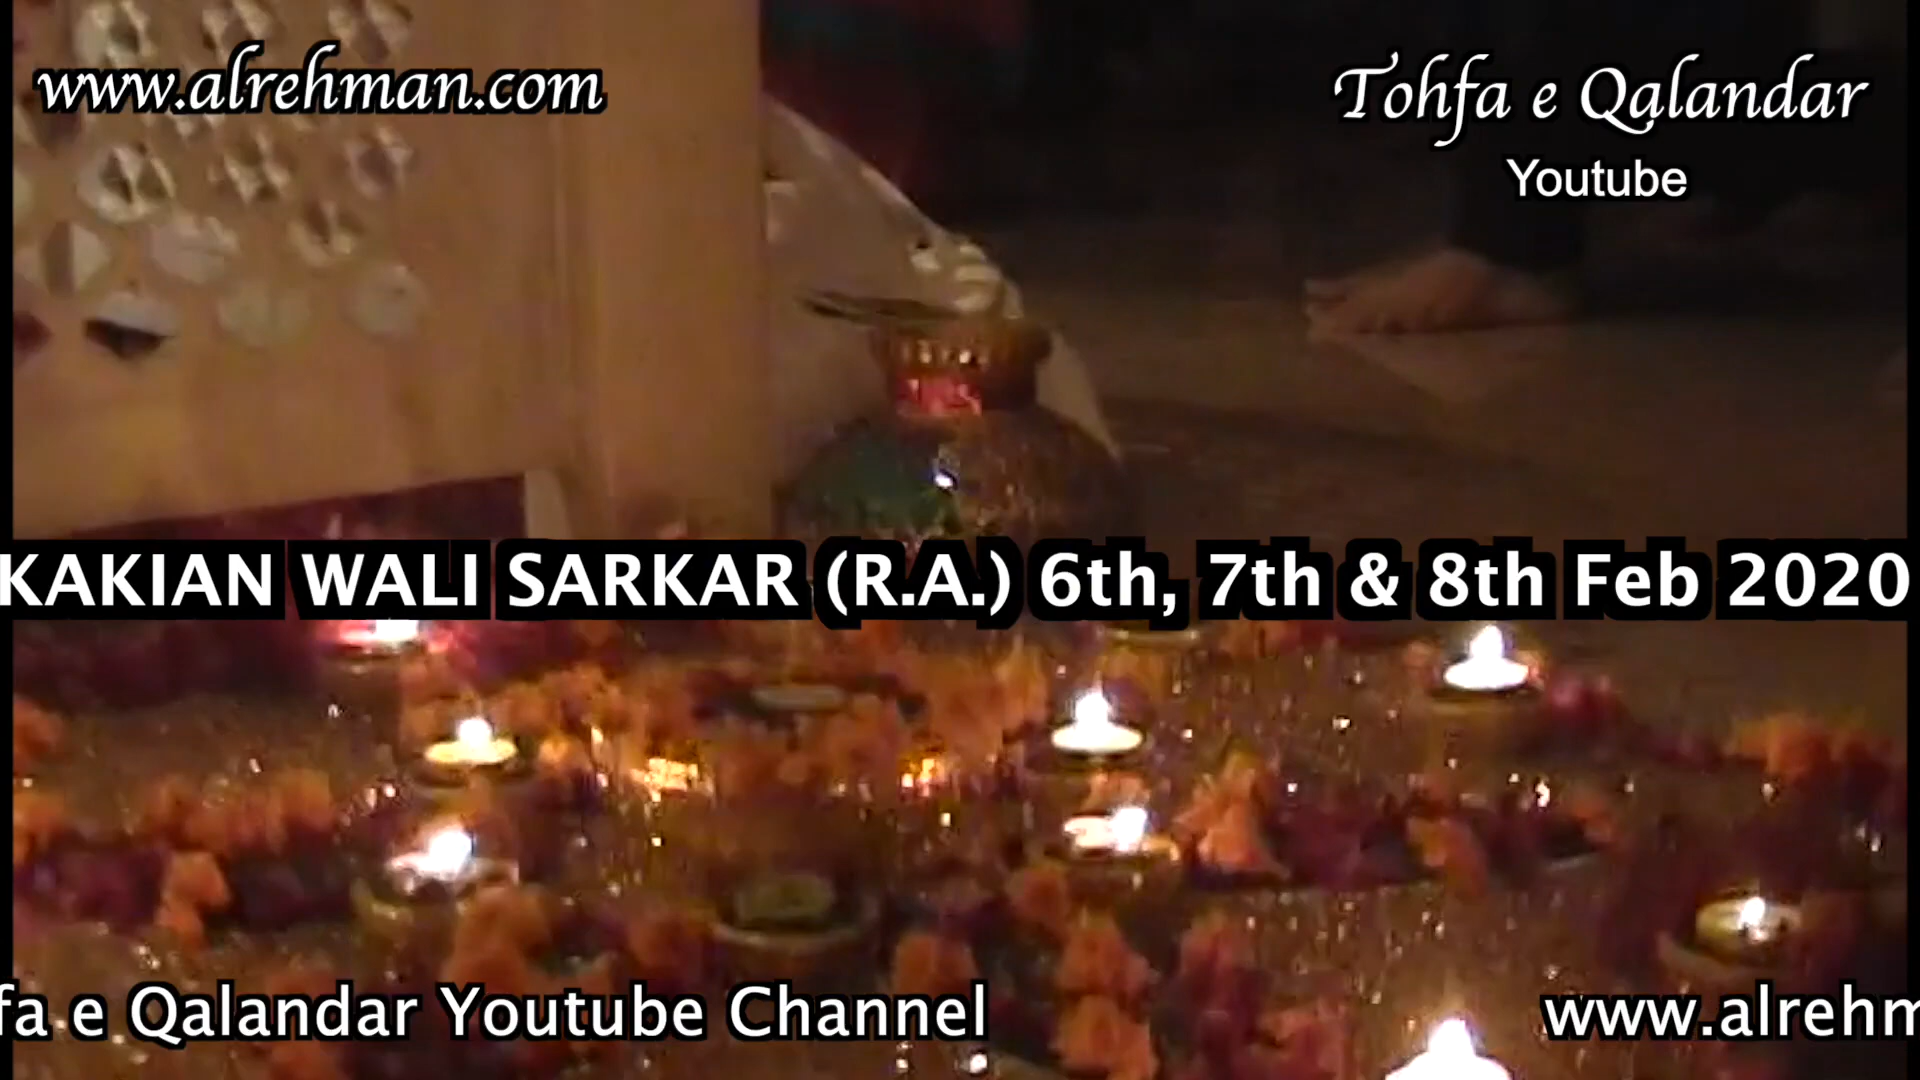 www.alrehman.com
Tohfa e Qalandar
Youtube
KAKIAN WALI SARKAR (R.A.) 6th, 7th & 8th Feb 2020
fa e Qalandar Youtube Channel
www.alrehm